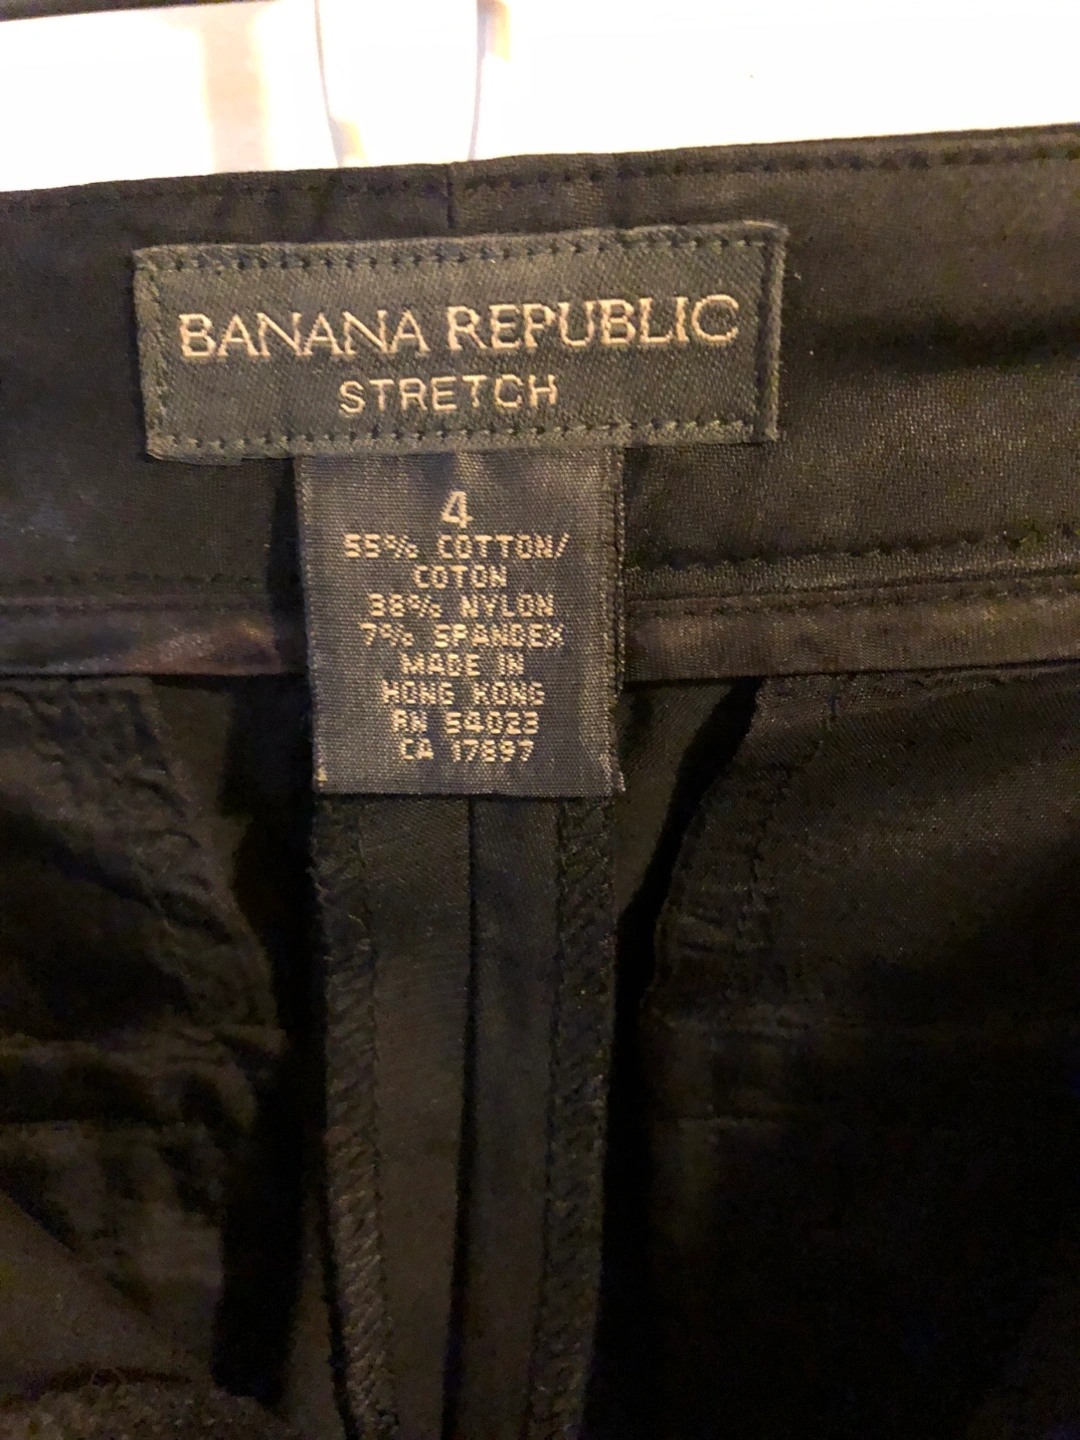 BANANA REPUBLIC
STRETCH
4
55% COTTON/
COTON
38% NYLON
7% SPANDEX
MADE IN
HONG KONG
RN 54023
CA 17897